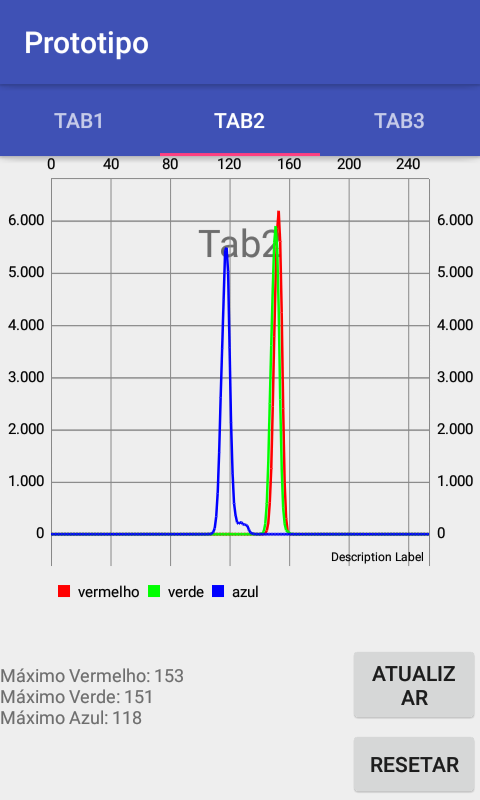 Prototipo
TAB1 TAB2 TAB3
0 40 80 120 160 200 240
6.000 6.000
Tab2
5.000 5.000
4.000 4.000
3.000 3.000
2.000 2.000
1.000 1.000
0 0
Description Label
vermelho verde azul
Máximo Vermelho: 153
Máximo Verde: 151
Máximo Azul: 118
ATUALIZ
AR
RESETAR